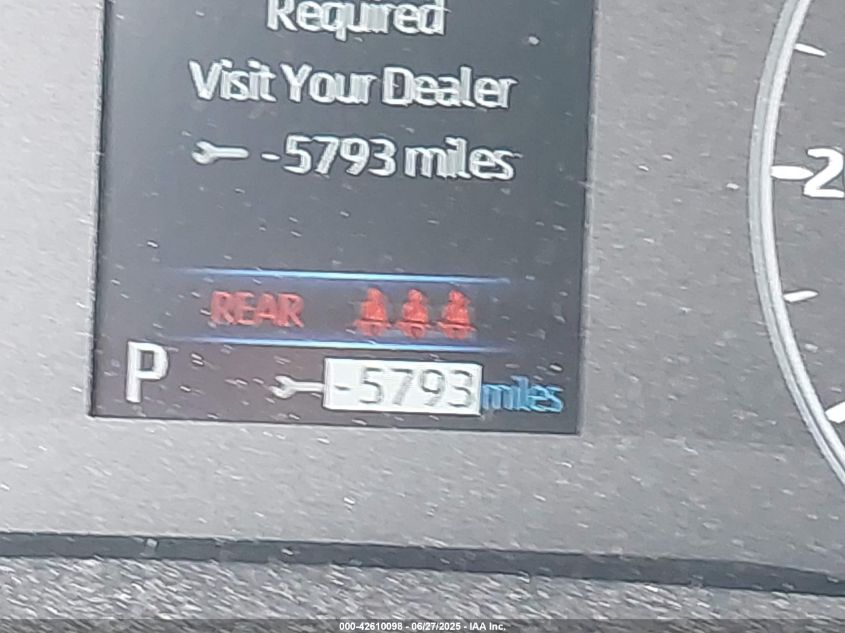 Required
Visit Your Dealer
-5793 miles
-2
REAR
P
-5793 miles
000-42610098 - 06/27/2025 - IAA Inc.